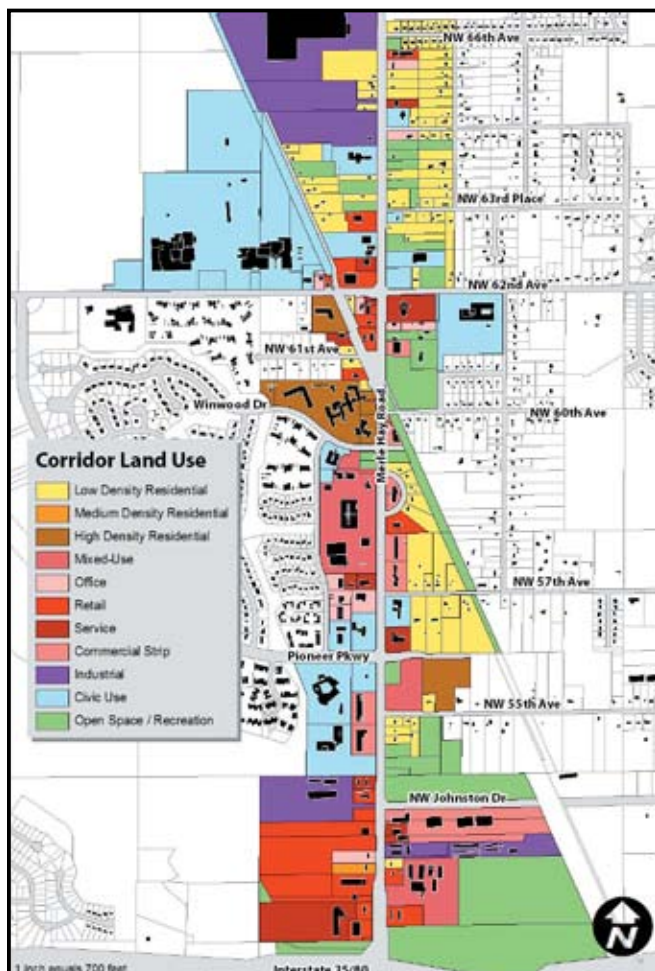 NW 66th Ave
NW 63rd Place
NW 62nd Ave
NW 61st Ave
Winwood Dr
Merle Hay Road
NW 60th Ave
Corridor Land Use
Low Density Residential
Medium Density Residential
High Density Residential
Mixed-Use
Office
Retail
Service
Commercial Strip
Industrial
Civic Use
Open Space / Recreation
NW 57th Ave
Pioneer Pkwy
NW 55th Ave
NW Johnston Dr
N
1 inch equals 700 feet
Interstate 35/80